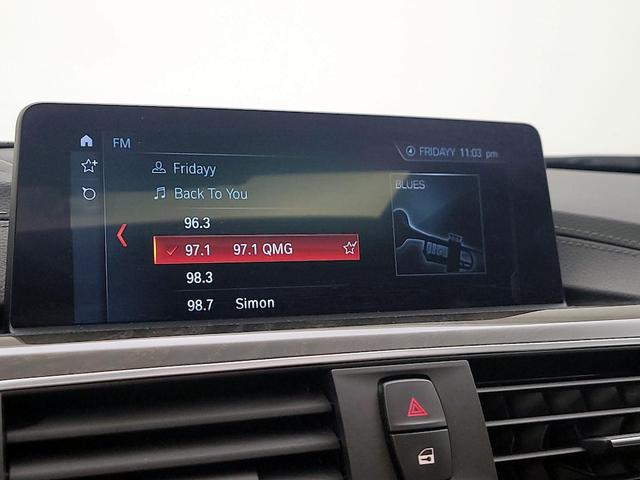 FM
FRIDAYY 11:03 pm
Fridayy
Back To You
BLUES
96.3
97.1 97.1 QMG
98.3
98.7 Simon